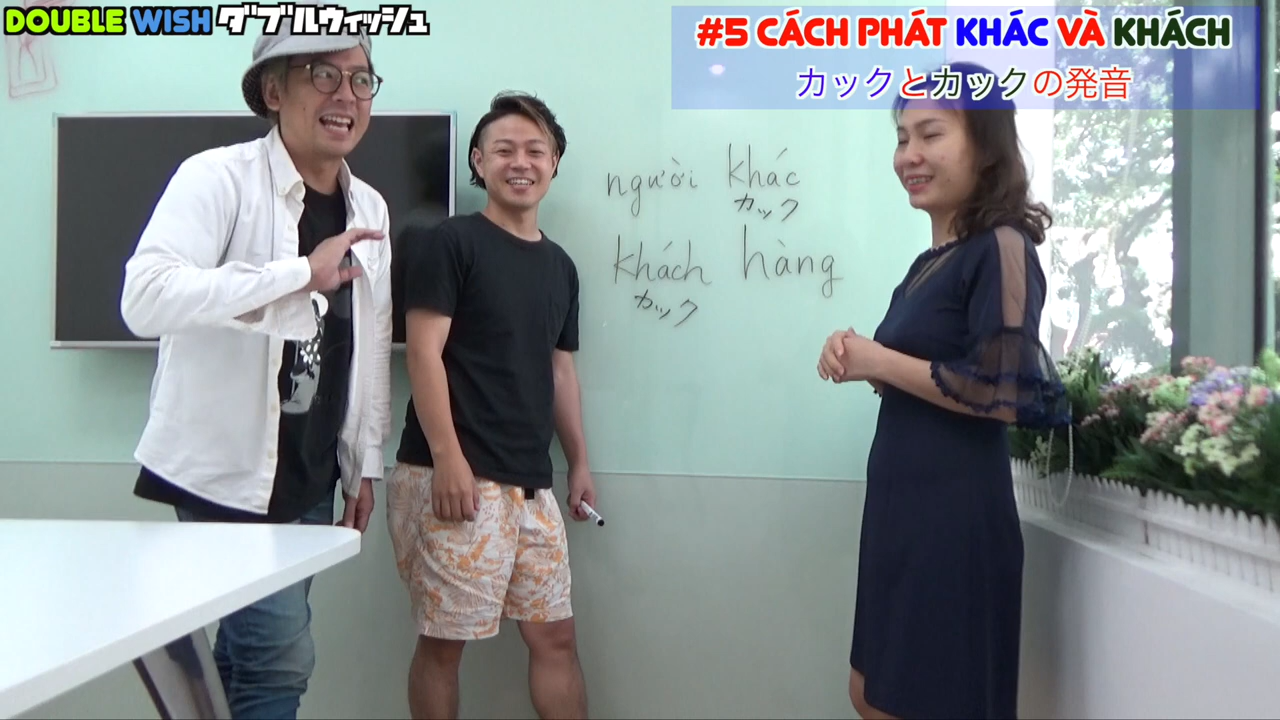 DOUBLE WISH ダブルウィッシュ
#5 CÁCH PHÁT KHÁC VÀ KHÁCH
カックとカックの発音
người khác
カック
khách hàng
カック